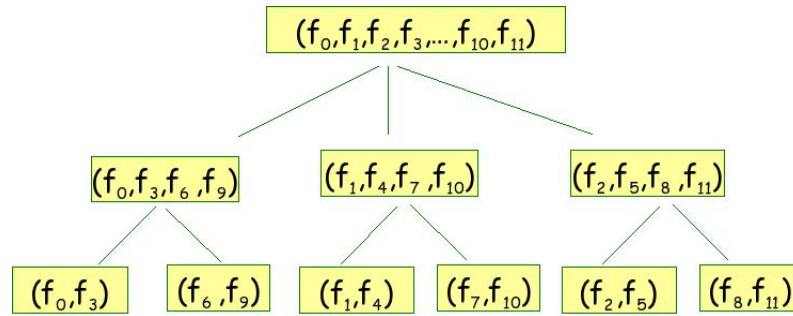 (f₀,f₁,f₂,f₃,...,f₁₀,f₁₁)
(f₀,f₃,f₆,f₉) (f₁,f₄,f₇,f₁₀) (f₂,f₅,f₈,f₁₁)
(f₀,f₃) (f₆,f₉) (f₁,f₄) (f₇,f₁₀) (f₂,f₅) (f₈,f₁₁)